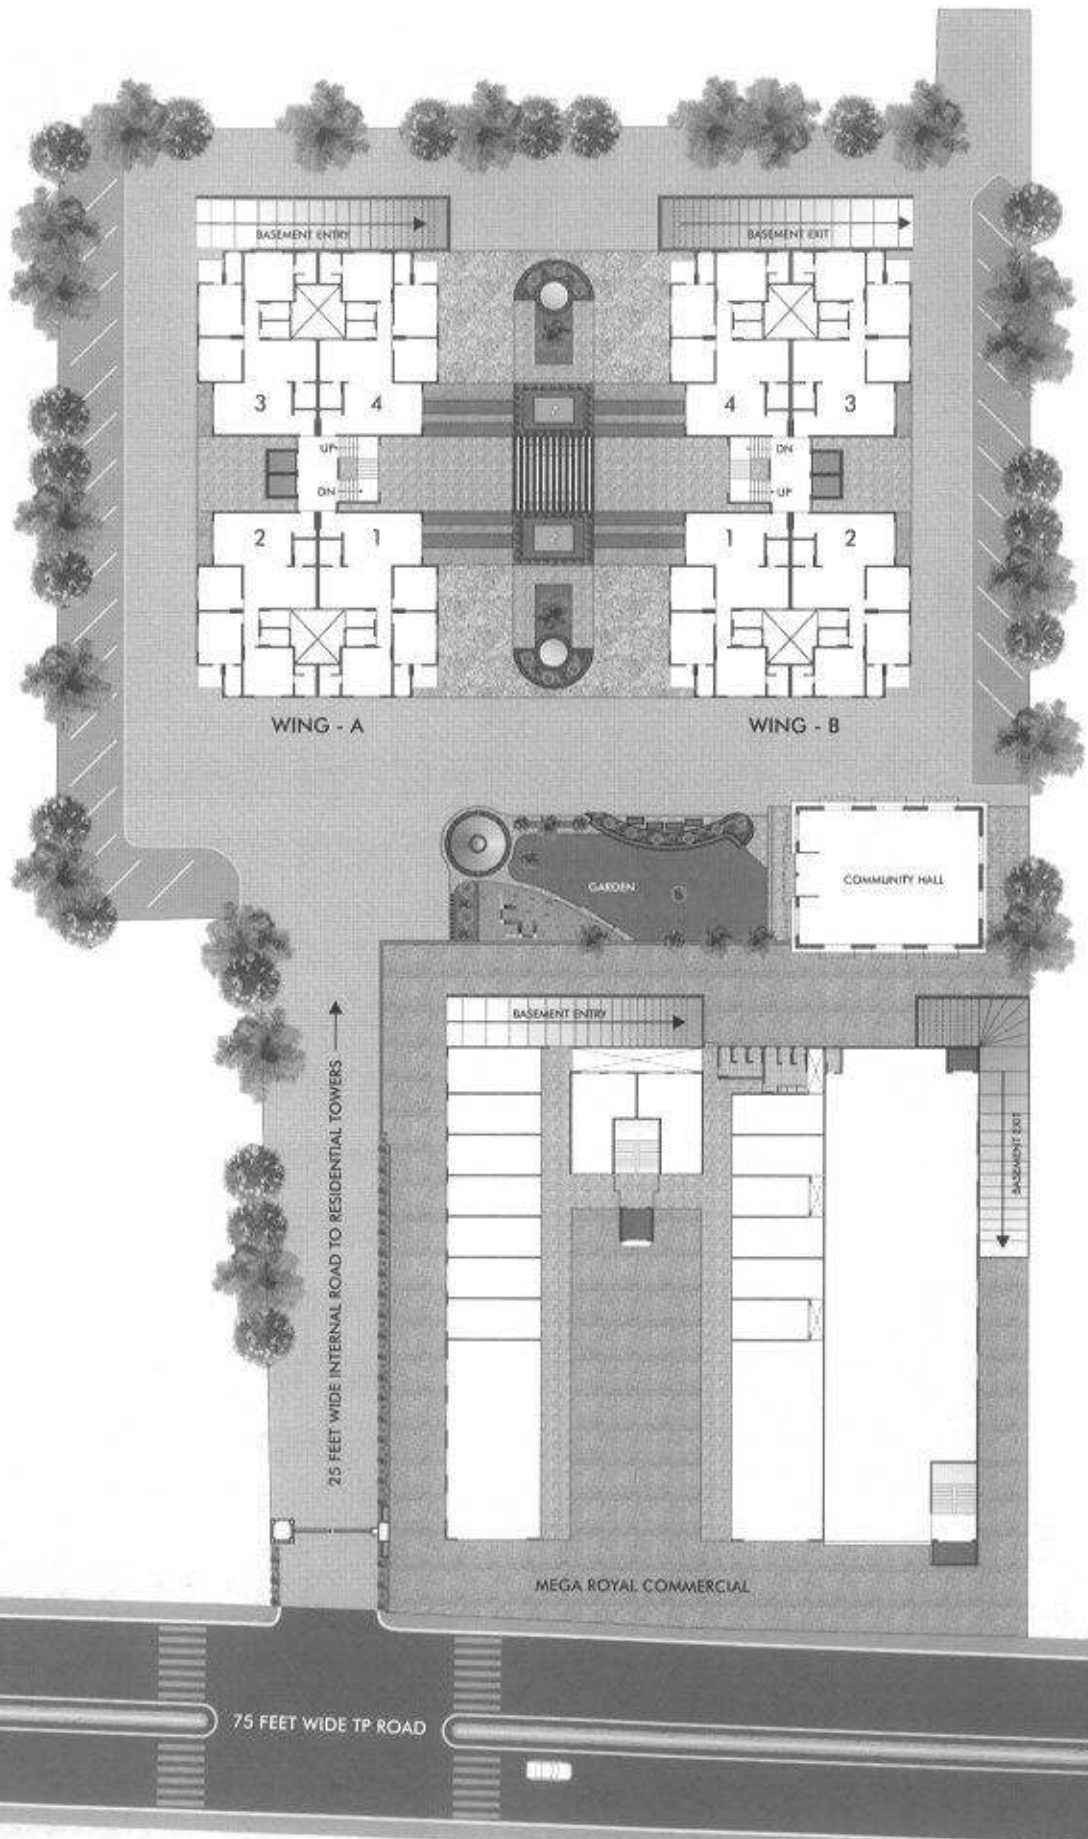 BASEMENT ENTRY
BASEMENT EXIT
3
4
4
3
UP
DN
DN
UP
2
1
1
2
WING - A
WING - B
GARDEN
COMMUNITY HALL
BASEMENT ENTRY
BASEMENT EXIT
25 FEET WIDE INTERNAL ROAD TO RESIDENTIAL TOWERS
MEGA ROYAL COMMERCIAL
75 FEET WIDE TP ROAD